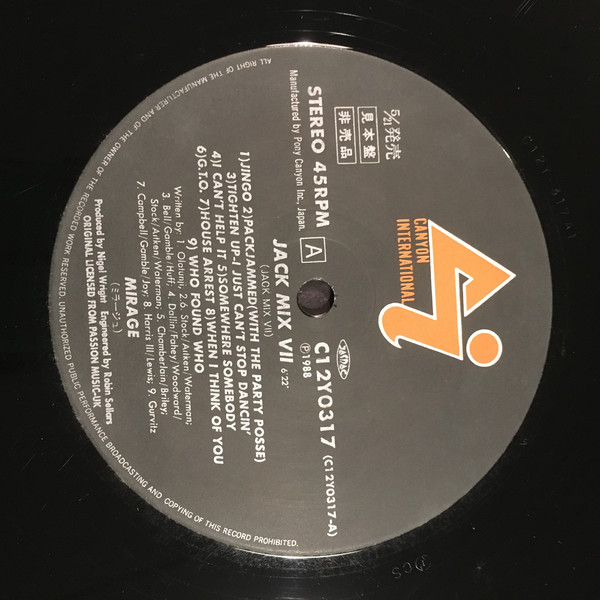 CANYON
INTERNATIONAL
5/21発売
見本盤
非売品
STEREO 45RPM
Manufactured by Pony Canyon Inc., Japan.
A
C12Y0317 (C12Y0317-A)
Ⓟ1988
JACK MIX VII 6'22"
(JACK MIX VII)
1)JINGO 2)PACKJAMMED(WITH THE PARTY POSSE)
3)TIGHTEN UP-I JUST CAN'T STOP DANCIN'
4)I CAN'T HELP IT 5)SOMEWHERE SOMEBODY
6)G.T.O. 7)HOUSE ARREST 8)WHEN I THINK OF YOU
9)WHO FOUND WHO
Written by: 1. Olatunji, 2.6. Stock/Aitken/Waterman;
3. Bell/Gamble/Huff; 4. Dallin/Fahey/Woodward/
Stock/Aitken/Waterman; 5. Chamberlain/Briley;
7. Campbell/Gamble/Joy; 8. Harris III/Lewis; 9. Gurvitz
MIRAGE
(ミラージュ)
Produced by Nigel Wright Engineered by Robin Sellars
ORIGINAL LICENSED FROM PASSION MUSIC-UK
ALL RIGHT OF THE MANUFACTURER AND OF THE OWNER OF THE RECORDED WORK RESERVED. UNAUTHORIZED PUBLIC PERFORMANCE BROADCASTING AND COPYING OF THIS RECORD PROHIBITED.